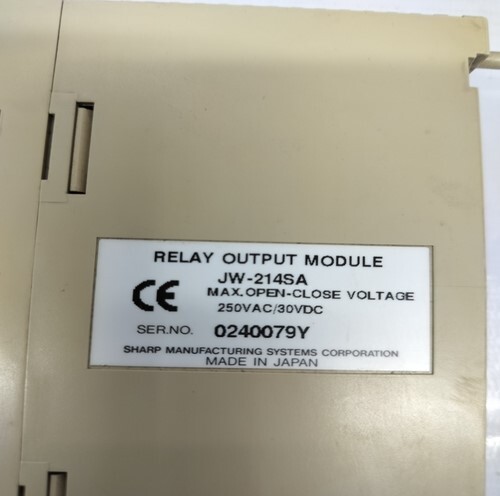 RELAY OUTPUT MODULE
JW-214SA
CE
MAX.OPEN-CLOSE VOLTAGE
250VAC/30VDC
SER.NO. 0240079Y
SHARP MANUFACTURING SYSTEMS CORPORATION
MADE IN JAPAN